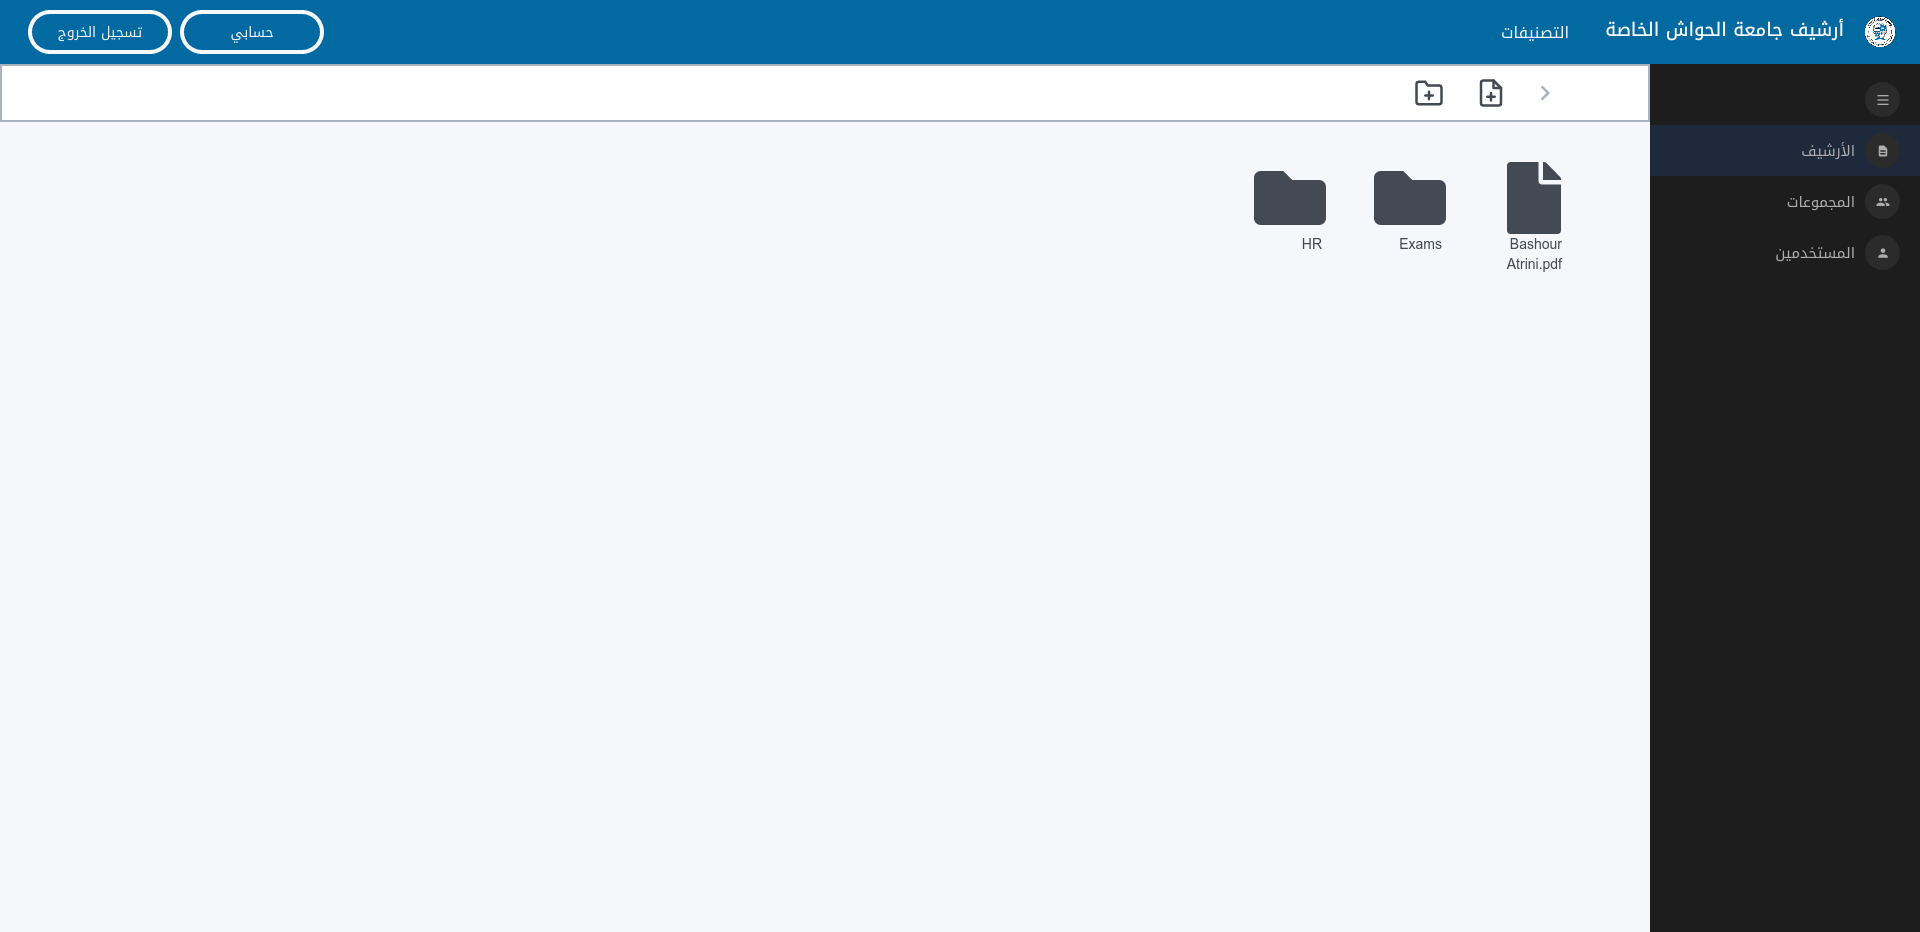 أرشيف جامعة الحواش الخاصة
التصنيفات
حسابي
تسجيل الخروج
الأرشيف
المجموعات
المستخدمين
Bashour
Atrini.pdf
Exams
HR